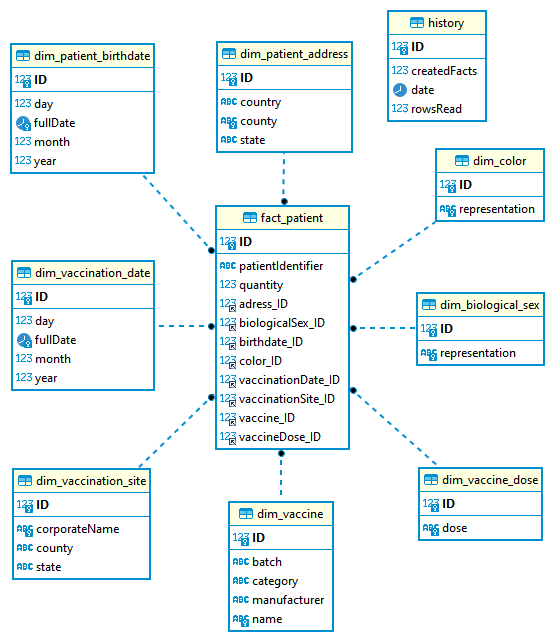 dim_patient_birthdate
123 ID
123 day
fullDate
123 month
123 year
dim_patient_address
123 ID
ABC country
ABC county
ABC state
history
123 ID
123 createdFacts
date
123 rowsRead
dim_color
123 ID
ABC representation
fact_patient
123 ID
ABC patientIdentifier
123 quantity
123 adress_ID
123 biologicalSex_ID
123 birthdate_ID
123 color_ID
123 vaccinationDate_ID
123 vaccinationSite_ID
123 vaccine_ID
123 vaccineDose_ID
dim_vaccination_date
123 ID
123 day
fullDate
123 month
123 year
dim_biological_sex
123 ID
ABC representation
dim_vaccination_site
123 ID
ABC corporateName
ABC county
ABC state
dim_vaccine
123 ID
ABC batch
ABC category
ABC manufacturer
ABC name
dim_vaccine_dose
123 ID
ABC dose